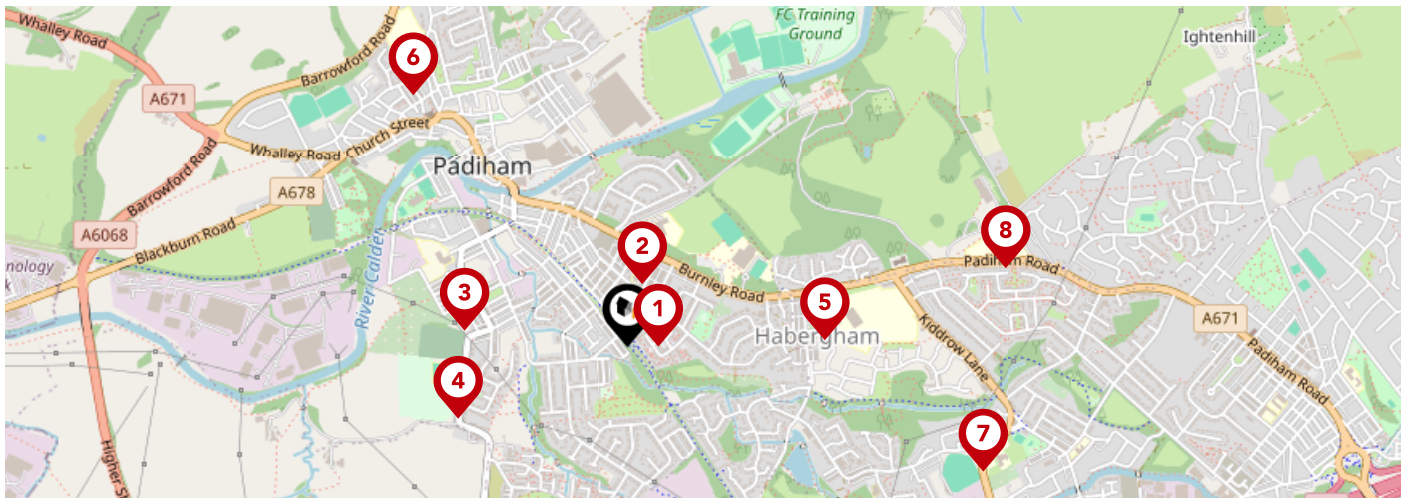 FC Training
Ground
Whalley Road
Ightenhill
Barrowford Road
6
A671
Church Street
Whalley Road
Padiham
Barrowford Road
A678
A6068
Blackburn Road
2
8
Padiham Road
River Calder
Burnley Road
3
1
5
A671
Habergham
Kiddrow Lane
Padiham Road
4
7